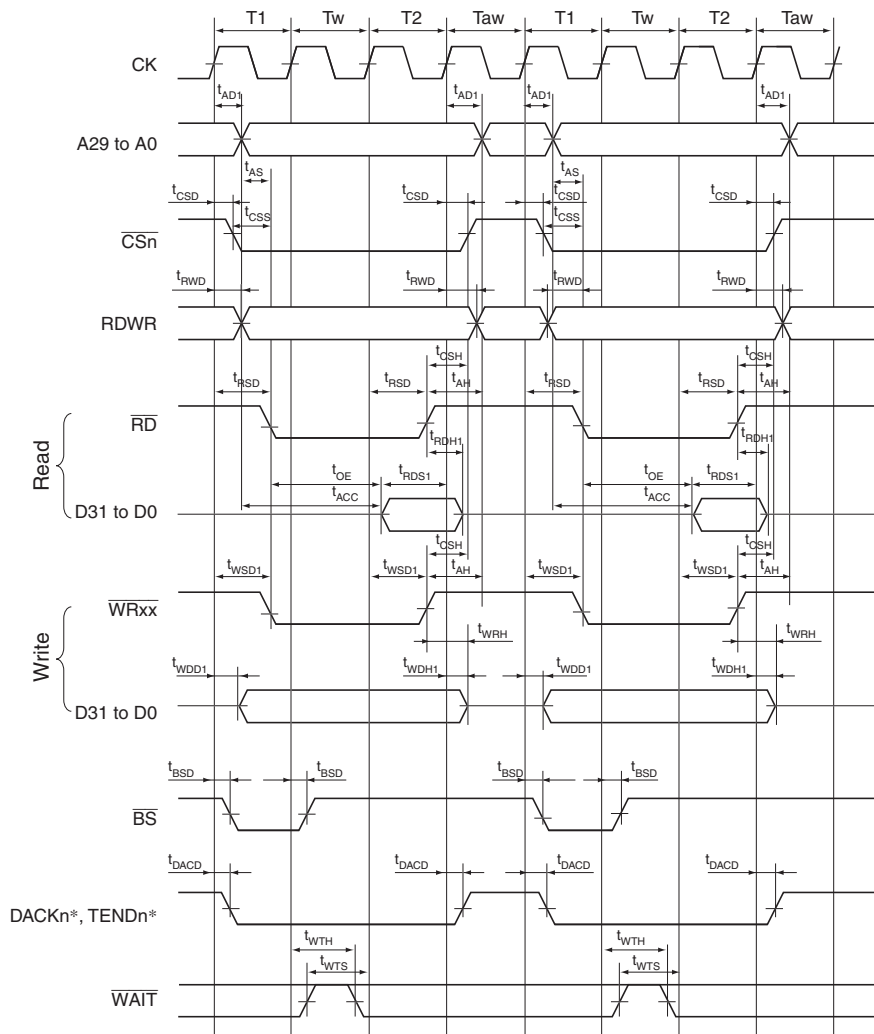 T1 Tw T2 Taw T1 Tw T2 Taw
CK
tAD1 tAD1 tAD1 tAD1
A29 to A0
tAS tAS
tCSD tCSD tCSD tCSD
tCSS tCSS
CSn
tRWD tRWD tRWD tRWD
RDWR
tCSH tCSH
tRSD tRSD tAH tRSD tRSD tAH
RD
tRDH1 tRDH1
Read
tOE tRDS1 tOE tRDS1
tACC tACC
D31 to D0
tCSH tCSH
tWSD1 tWSD1 tAH tWSD1 tWSD1 tAH
WRxx
tWRH tWRH
Write
tWDD1 tWDH1 tWDD1 tWDH1
D31 to D0
tBSD tBSD tBSD tBSD
BS
tDACD tDACD tDACD tDACD
DACKn*, TENDn*
tWTH tWTH
tWTS tWTS
WAIT